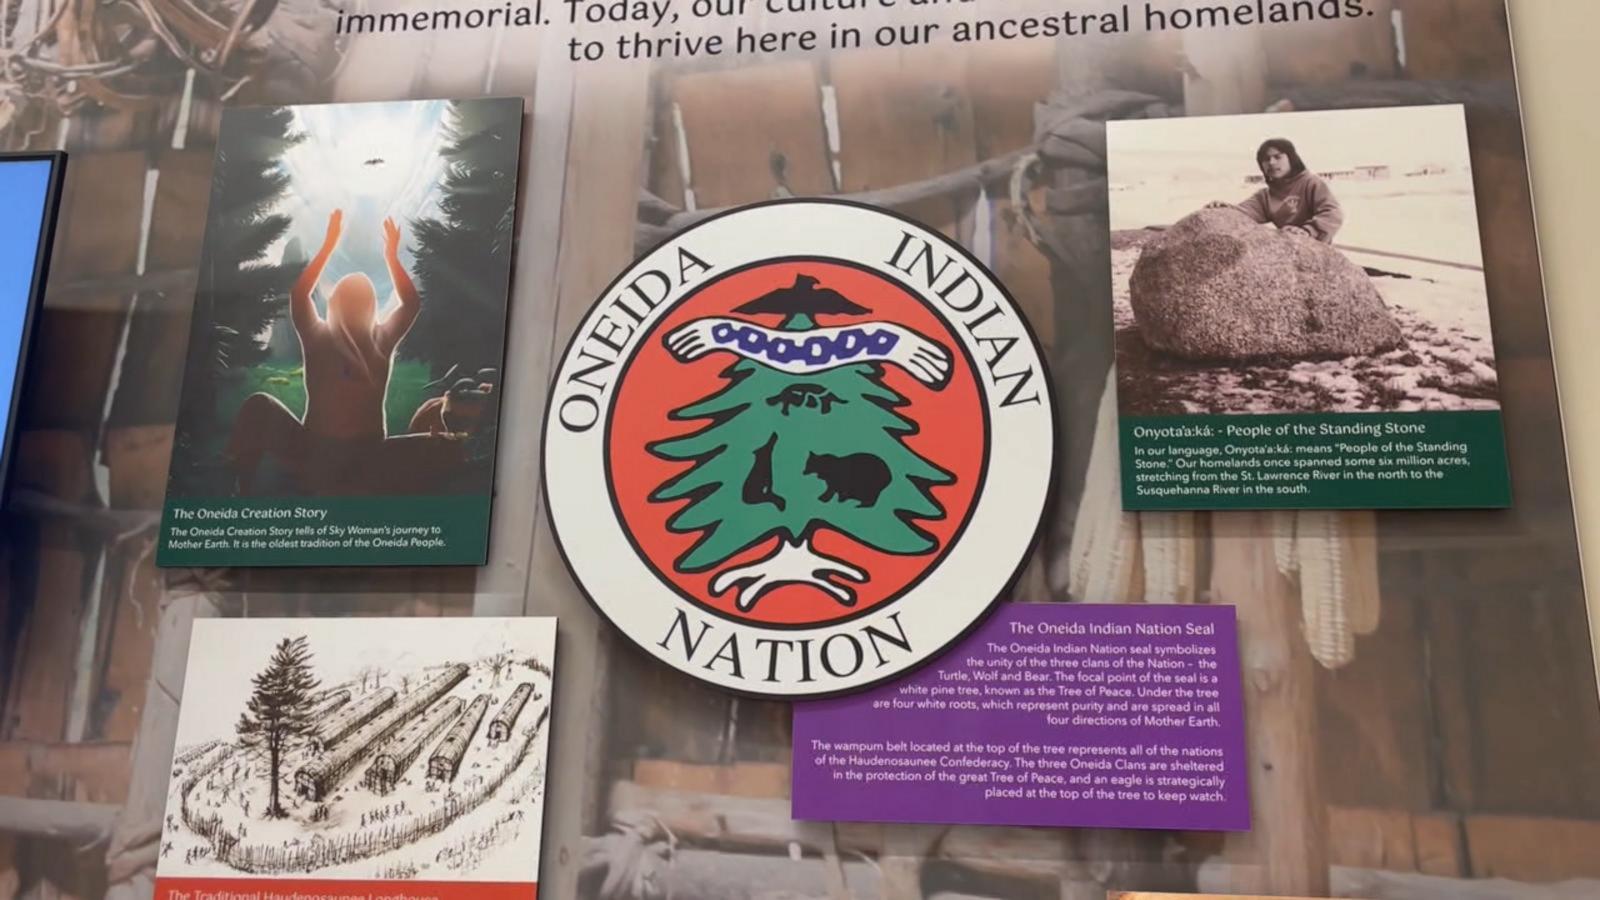 immemorial. Today, our culture and
to thrive here in our ancestral homelands.
The Oneida Creation Story
The Oneida Creation Story tells of Sky Woman's journey to
Mother Earth. It is the oldest tradition of the Oneida People.
ONEIDA INDIAN
NATION
Onyota'a:ká: - People of the Standing Stone
In our language, Onyota'a:ká: means "People of the Standing
Stone." Our homelands once spanned some six million acres,
stretching from the St. Lawrence River in the north to the
Susquehanna River in the south.
The Oneida Indian Nation Seal
The Oneida Indian Nation seal symbolizes
the unity of the three clans of the Nation - the
Turtle, Wolf and Bear. The focal point of the seal is a
white pine tree, known as the Tree of Peace. Under the tree
are four white roots, which represent purity and are spread in all
four directions of Mother Earth.
The wampum belt located at the top of the tree represents all of the nations
of the Haudenosaunee Confederacy. The three Oneida Clans are sheltered
in the protection of the great Tree of Peace, and an eagle is strategically
placed at the top of the tree to keep watch.
The Traditional Haudenosaunee Longhouse